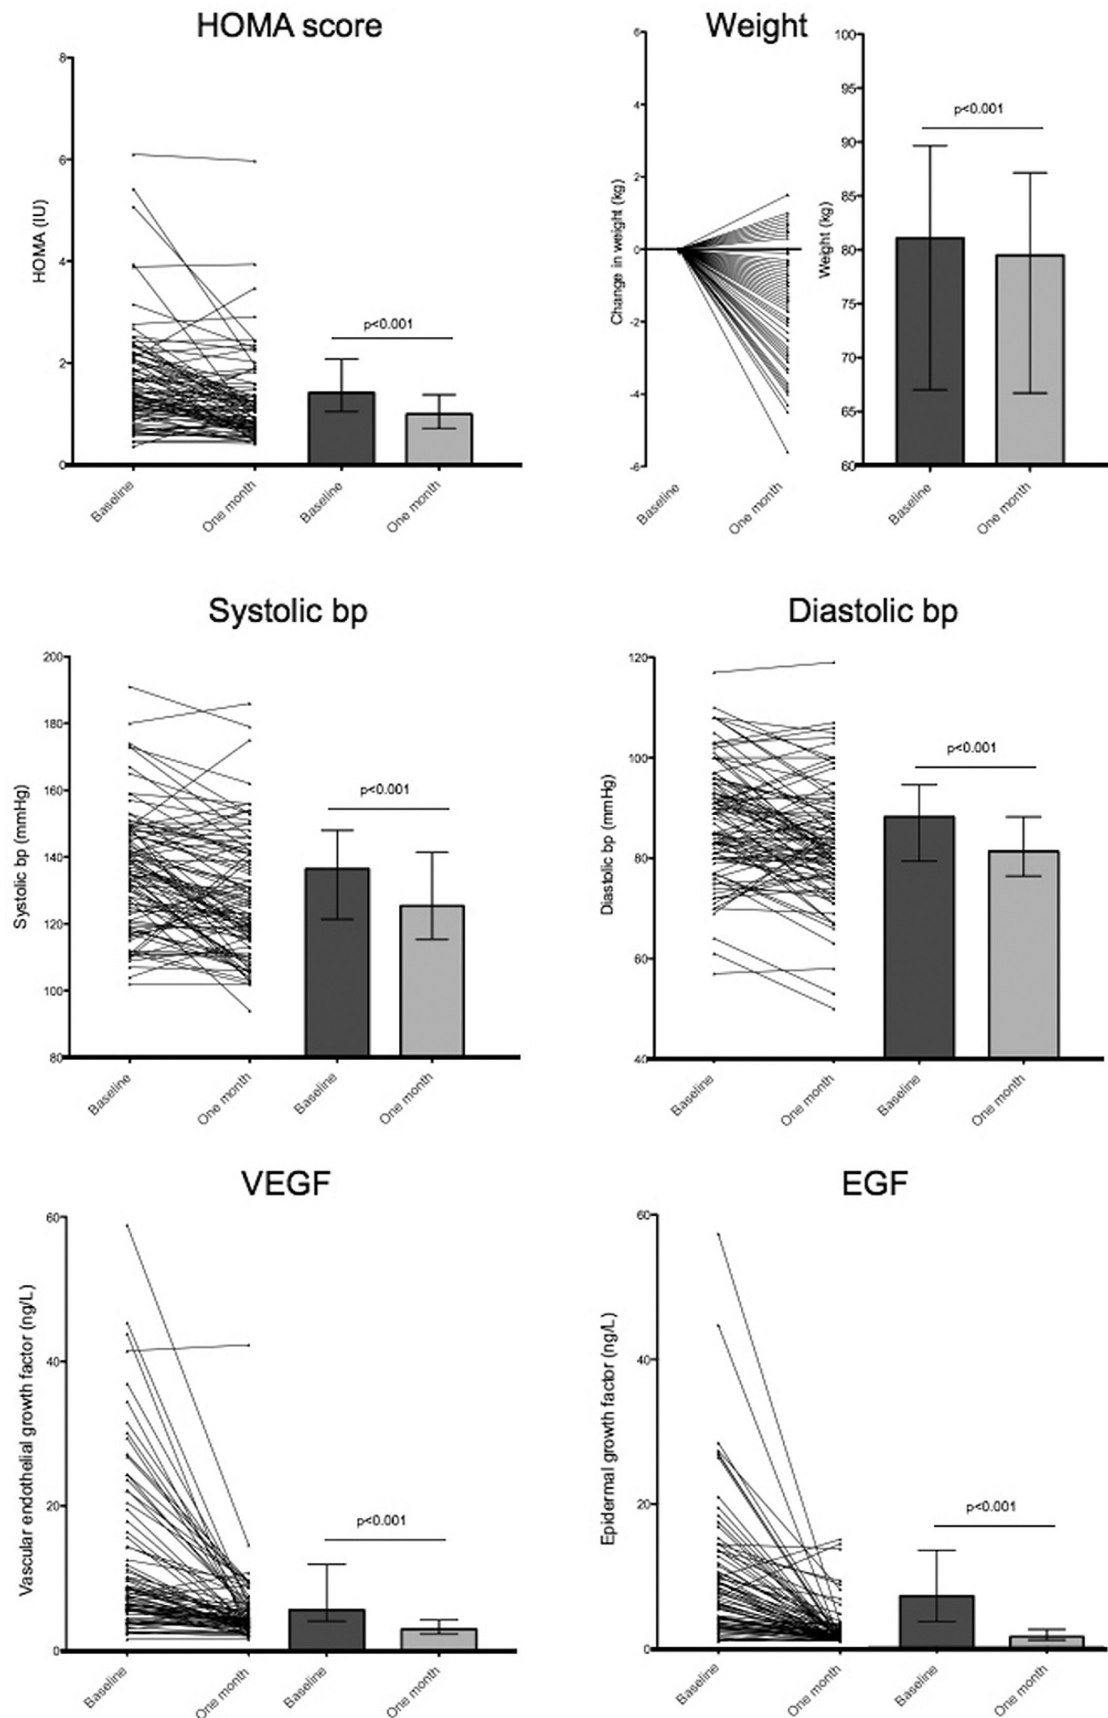 HOMA score
8
6
4
2
0
HOMA (IU)
p<0.001
Baseline
One month
Baseline
One month
Weight
6
4
2
0
-2
-4
-6
Change in weight (kg)
Baseline
One month
100
95
90
85
80
75
70
65
60
Weight (kg)
p<0.001
Baseline
One month
Systolic bp
200
180
160
140
120
100
80
Systolic bp (mmHg)
p<0.001
Baseline
One month
Baseline
One month
Diastolic bp
120
100
80
60
40
Diastolic bp (mmHg)
p<0.001
Baseline
One month
Baseline
One month
VEGF
60
40
20
0
Vascular endothelial growth factor (ng/L)
p<0.001
Baseline
One month
Baseline
One month
EGF
60
40
20
0
Epidermal growth factor (ng/L)
p<0.001
Baseline
One month
Baseline
One month